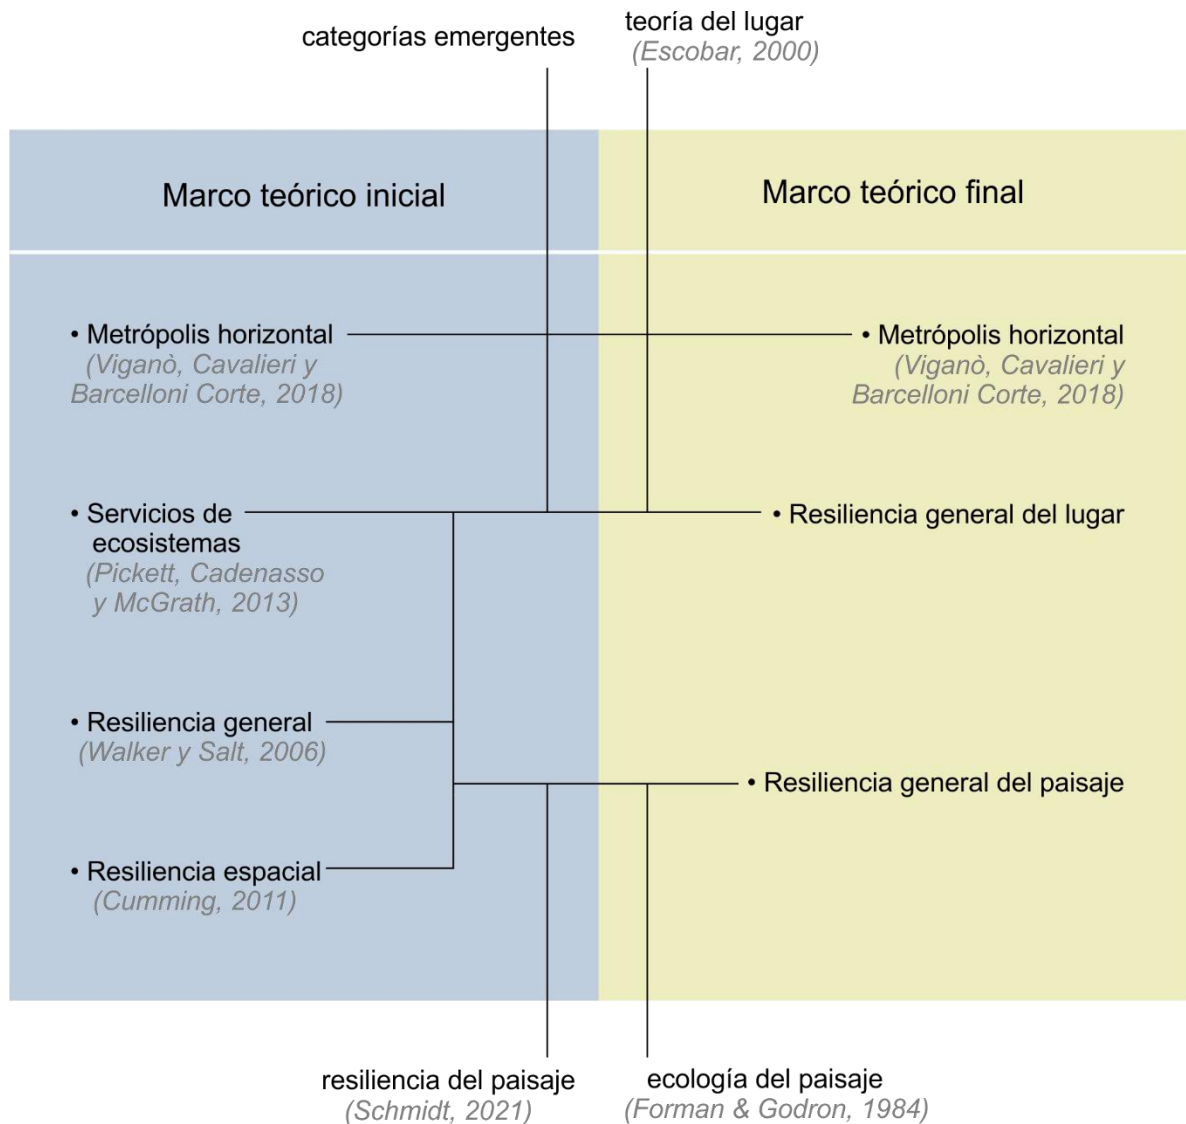 categorías emergentes
teoría del lugar
(Escobar, 2000)
Marco teórico inicial
Marco teórico final
• Metrópolis horizontal
(Viganò, Cavalieri y
Barcelloni Corte, 2018)
• Metrópolis horizontal
(Viganò, Cavalieri y
Barcelloni Corte, 2018)
• Servicios de
ecosistemas
(Pickett, Cadenasso
y McGrath, 2013)
• Resiliencia general del lugar
• Resiliencia general
(Walker y Salt, 2006)
• Resiliencia general del paisaje
• Resiliencia espacial
(Cumming, 2011)
resiliencia del paisaje
(Schmidt, 2021)
ecología del paisaje
(Forman & Godron, 1984)